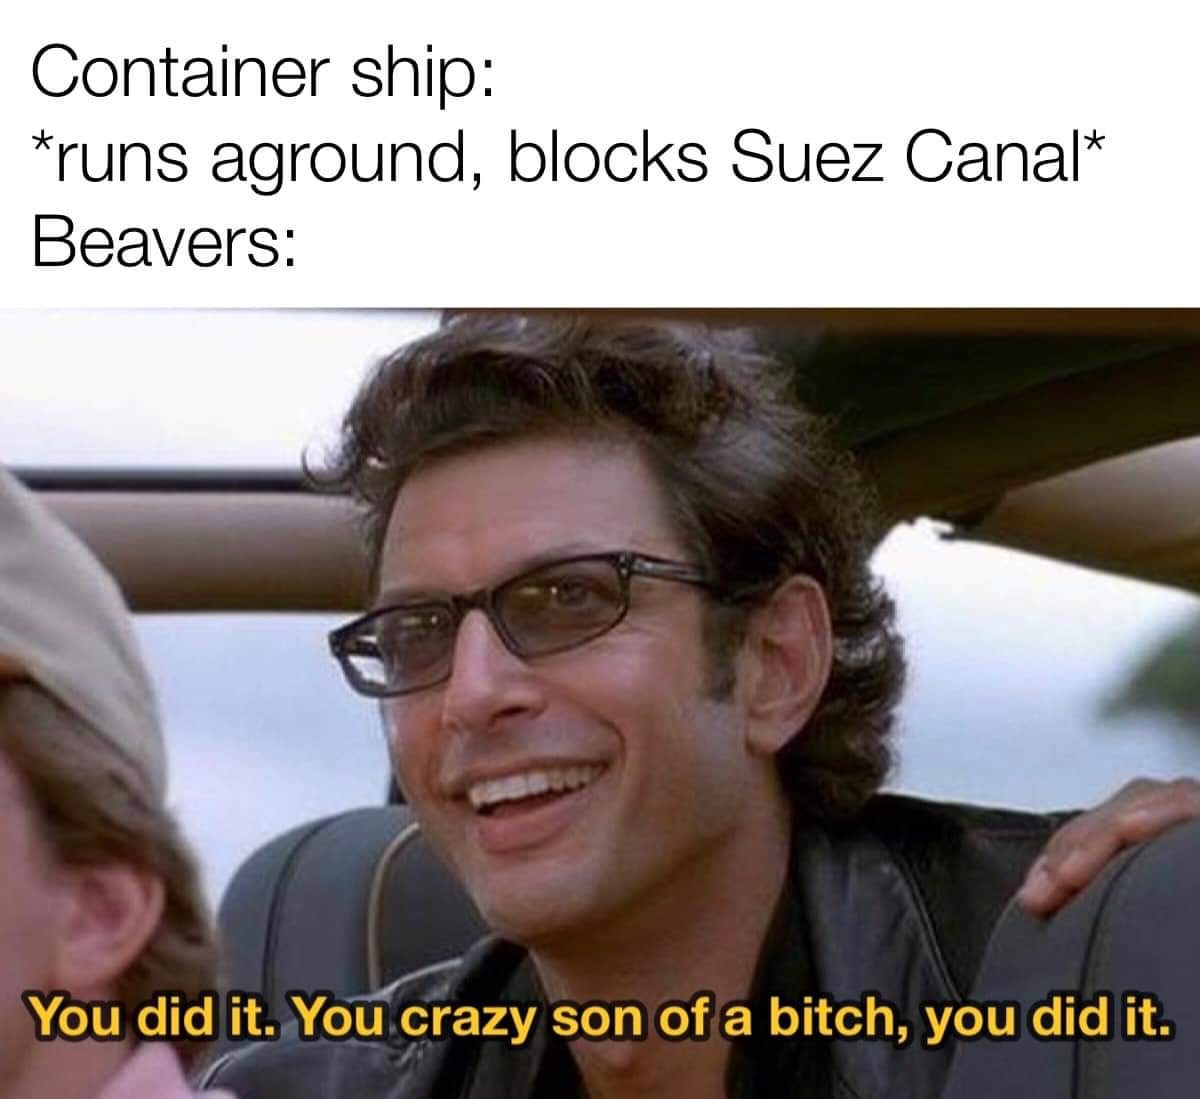 Container ship:
*runs aground, blocks Suez Canal*
Beavers:
You did it. You crazy son of a bitch, you did it.